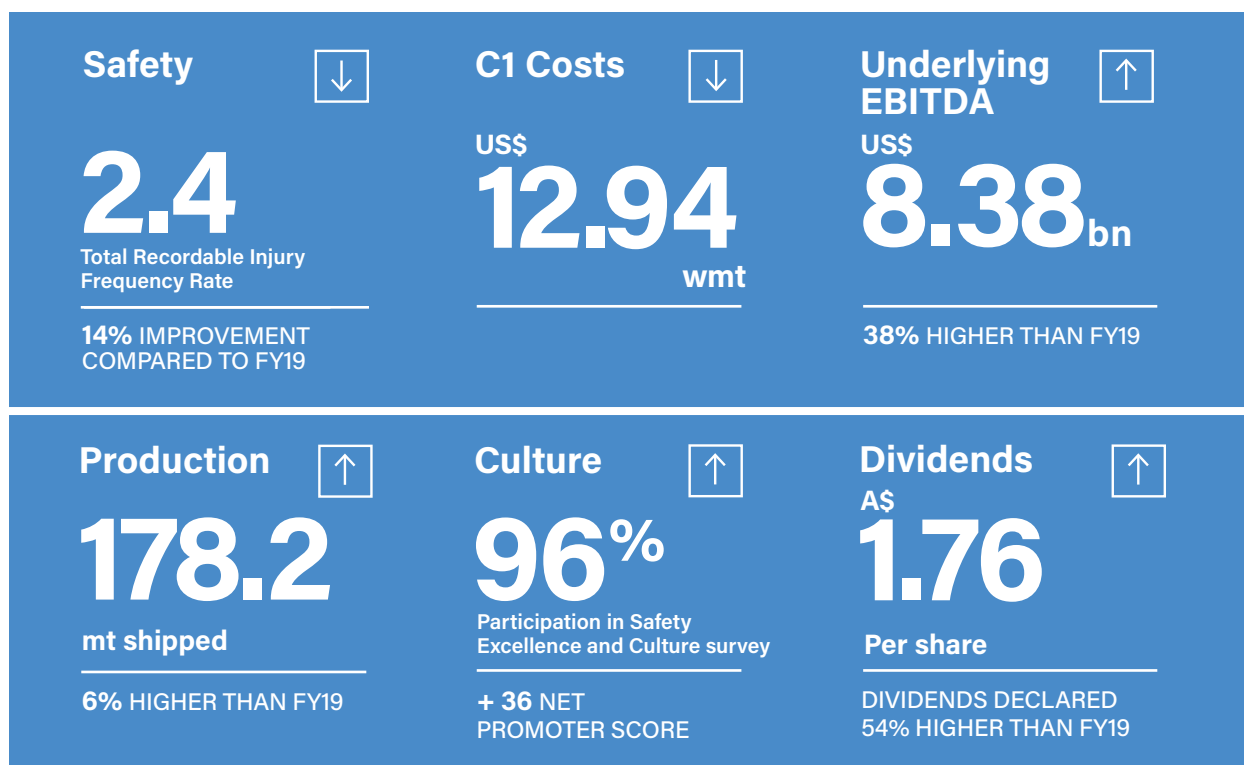 Safety
2.4
Total Recordable Injury
Frequency Rate
14% IMPROVEMENT
COMPARED TO FY19
C1 Costs
US$
12.94
wmt
Underlying
EBITDA
US$
8.38bn
38% HIGHER THAN FY19
Production
178.2
mt shipped
6% HIGHER THAN FY19
Culture
96%
Participation in Safety
Excellence and Culture survey
+ 36 NET
PROMOTER SCORE
Dividends
A$
1.76
Per share
DIVIDENDS DECLARED
54% HIGHER THAN FY19